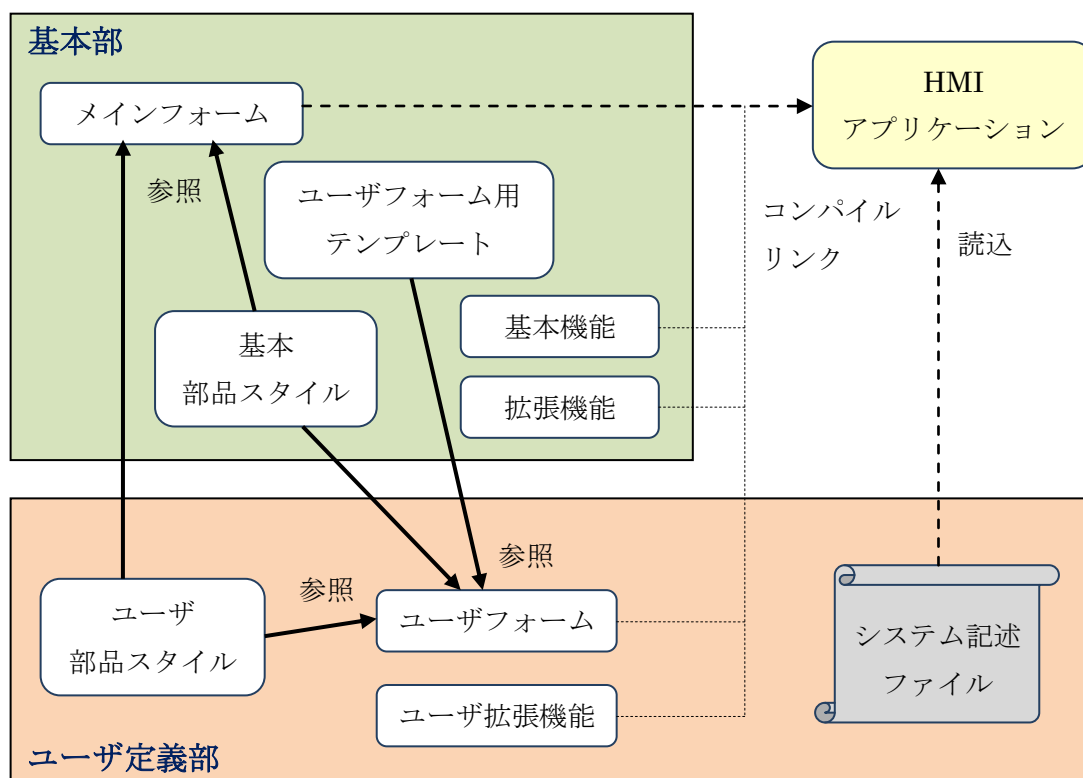 基本部
メインフォーム
HMI
アプリケーション
参照
ユーザフォーム用
テンプレート
コンパイル
リンク
読込
基本
部品スタイル
基本機能
拡張機能
参照
参照
ユーザ
部品スタイル
ユーザフォーム
システム記述
ファイル
ユーザ拡張機能
ユーザ定義部